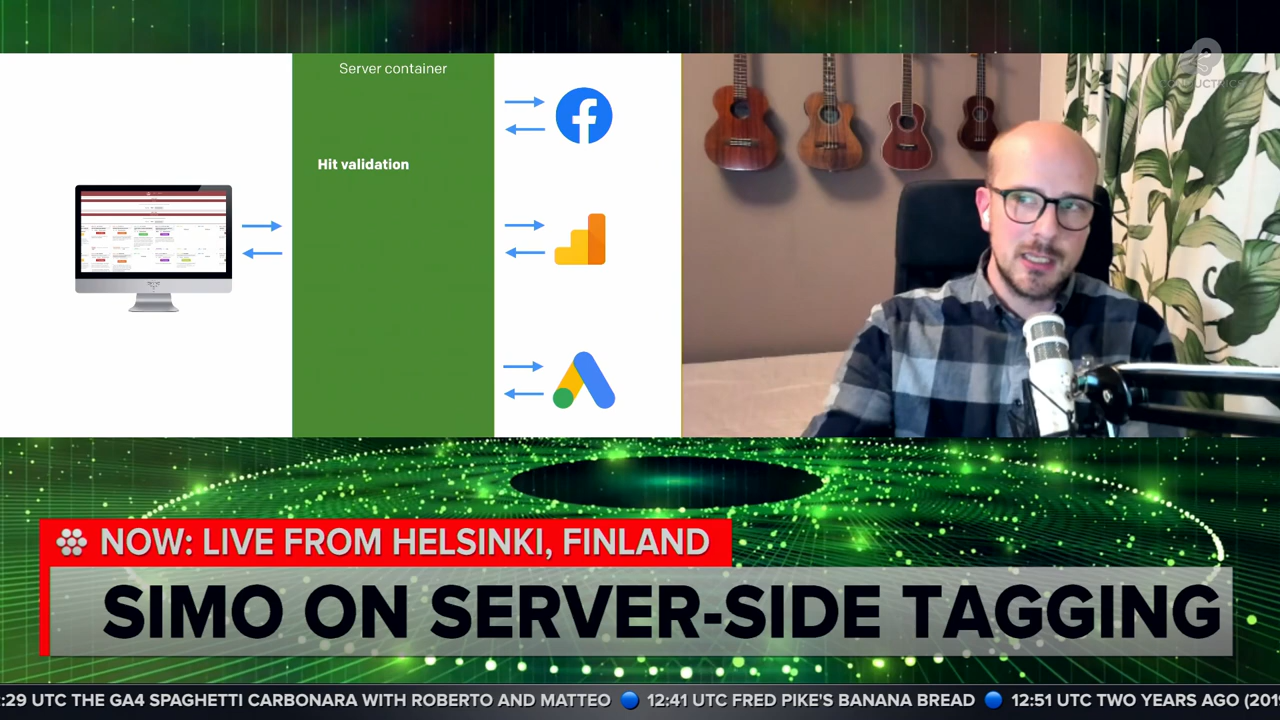 Server container
Hit validation
NOW: LIVE FROM HELSINKI, FINLAND
SIMO ON SERVER-SIDE TAGGING
:29 UTC THE GA4 SPAGHETTI CARBONARA WITH ROBERTO AND MATTEO 12:41 UTC FRED PIKE'S BANANA BREAD 12:51 UTC TWO YEARS AGO (201